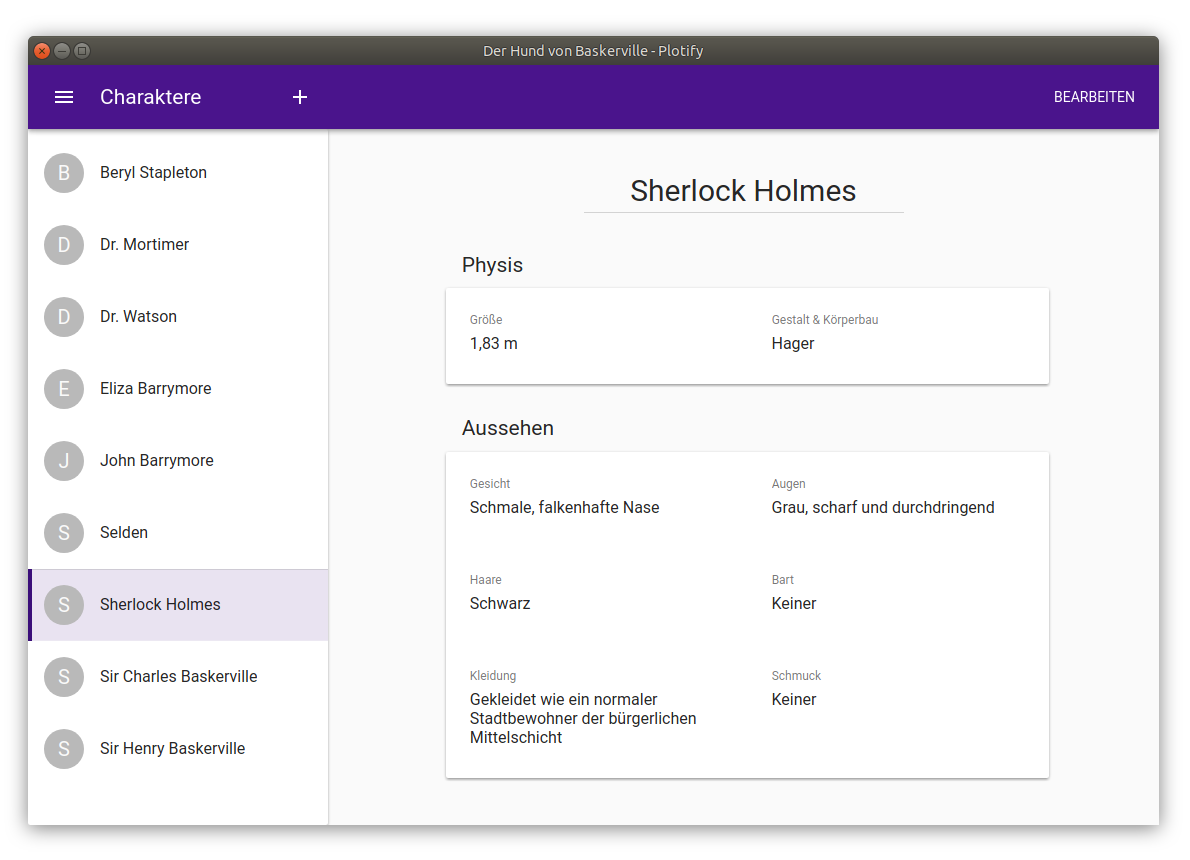 Der Hund von Baskerville - Plotify
Charaktere
+
BEARBEITEN
B
Beryl Stapleton
D
Dr. Mortimer
D
Dr. Watson
E
Eliza Barrymore
J
John Barrymore
S
Selden
S
Sherlock Holmes
S
Sir Charles Baskerville
S
Sir Henry Baskerville
Sherlock Holmes
Physis
Größe
1,83 m
Gestalt & Körperbau
Hager
Aussehen
Gesicht
Schmale, falkenhafte Nase
Augen
Grau, scharf und durchdringend
Haare
Schwarz
Bart
Keiner
Kleidung
Gekleidet wie ein normaler
Stadtbewohner der bürgerlichen
Mittelschicht
Schmuck
Keiner